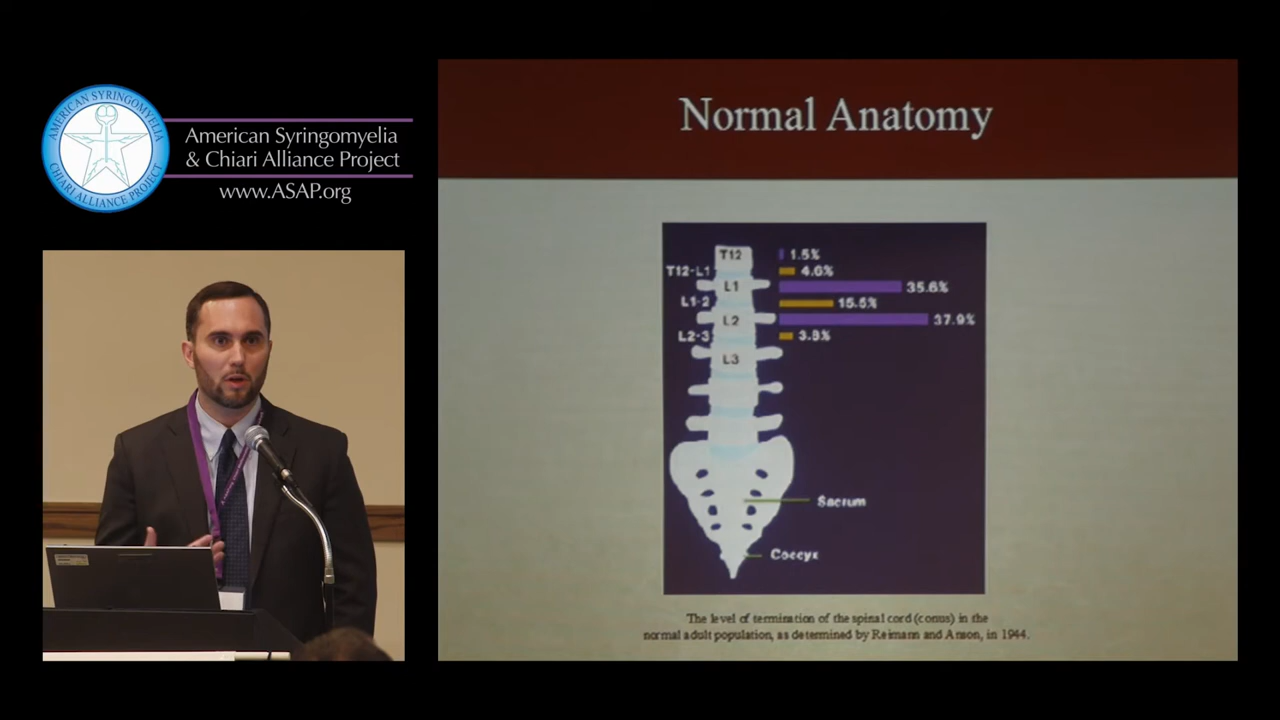 AMERICAN SYRINGOMYELIA
CHIARI ALLIANCE PROJECT
American Syringomyelia
& Chiari Alliance Project
www.ASAP.org
Normal Anatomy
T12 1.5%
T12-L1 4.0%
L1 35.6%
L1-2 15.5%
L2 37.9%
L2-3 3.8%
L3
Sacrum
Coccyx
The level of termination of the spinal cord (conus) in the
normal adult population, as determined by Reimann and Anson, in 1944.